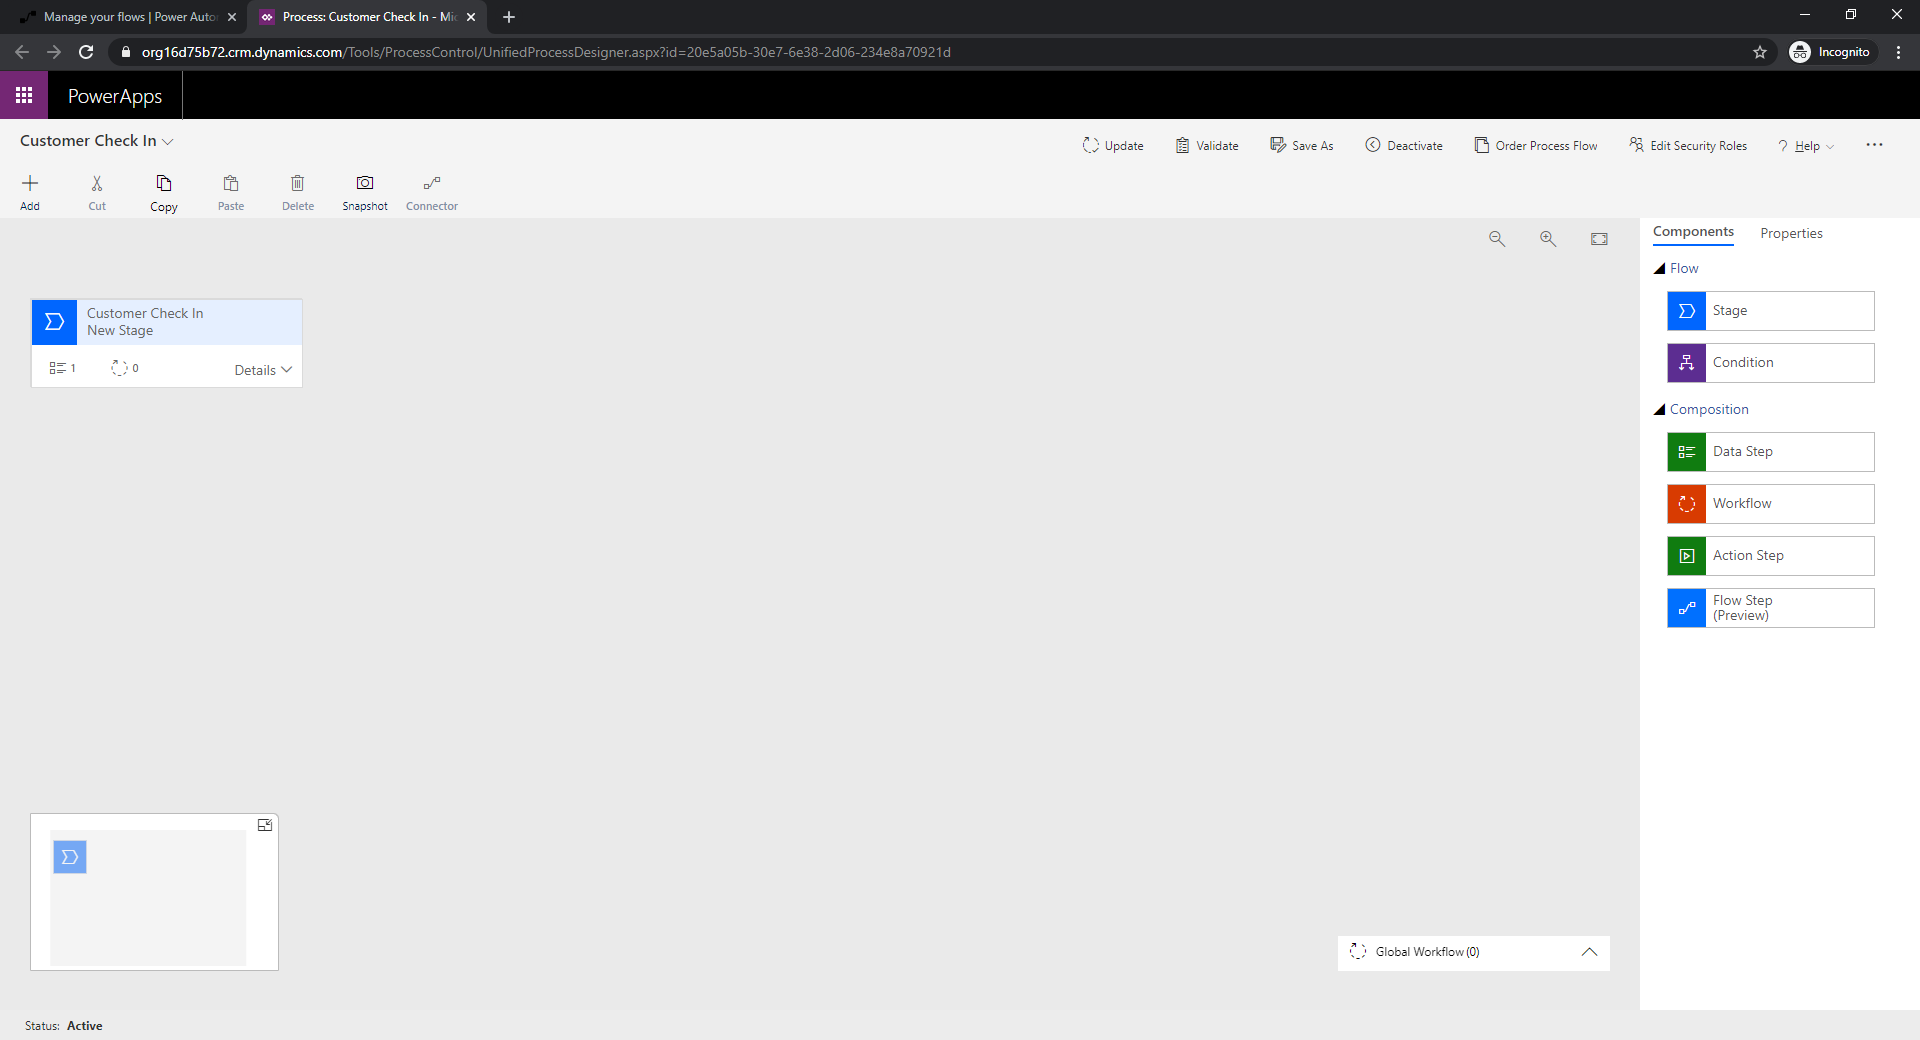 Manage your flows | Power Auto
Process: Customer Check In - Mi
org16d75b72.crm.dynamics.com/Tools/ProcessControl/UnifiedProcessDesigner.aspx?id=20e5a05b-30e7-6e38-2d06-234e8a70921d
Incognito
PowerApps
Customer Check In
Update
Validate
Save As
Deactivate
Order Process Flow
Edit Security Roles
? Help
...
Add
Cut
Copy
Paste
Delete
Snapshot
Connector
Components
Properties
Flow
Stage
Condition
Composition
Data Step
Workflow
Action Step
Flow Step
(Preview)
Customer Check In
New Stage
1
0
Details
Global Workflow (0)
Status: Active